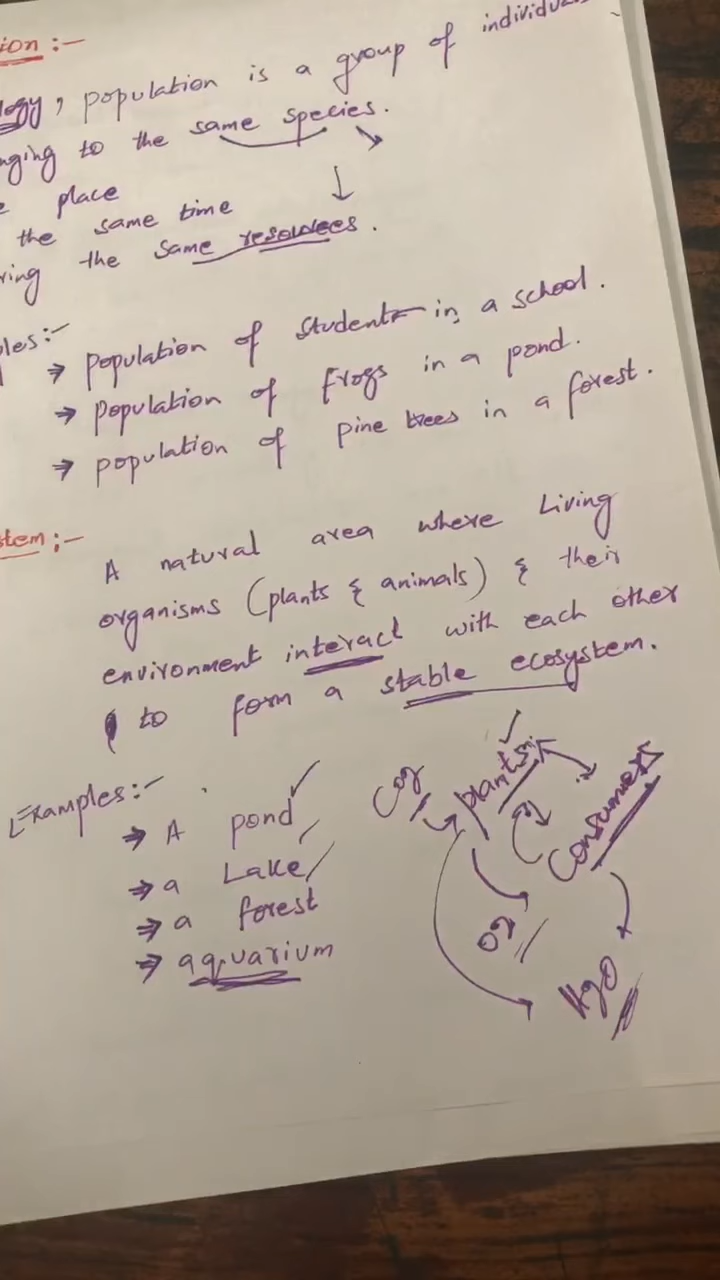 ion :-
logy, population is a group of individu
nging to the same species.
e place
the same time
ring the same resources.
ples:-
→ population of students in a school.
→ population of frogs in a pond.
→ population of pine trees in a forest.
stem :-
A natural area where Living
organisms (plants & animals) & their
environment interact with each other
to form a stable ecosystem.
Examples:-
→ A pond
→ a Lake
→ a forest
→ aquarium
CO2
plants
Consumers
O2
H2O